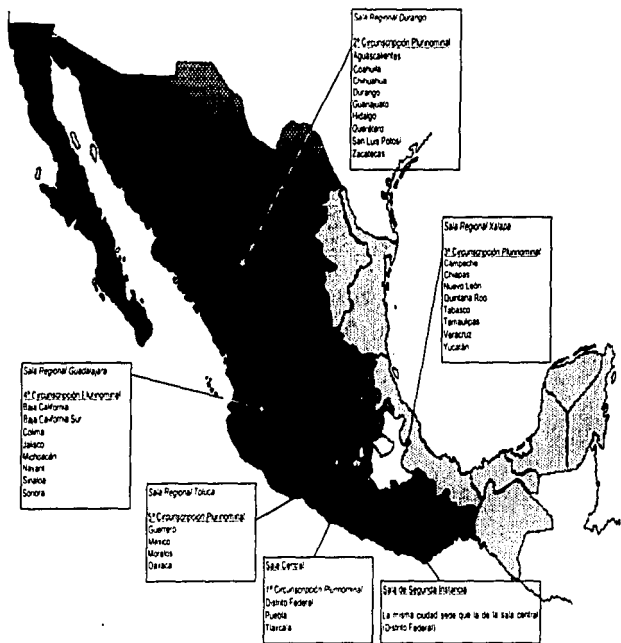 Sala Regional Durango
2ª Circunscripción Plurinominal
Aguascalientes
Coahuila
Chihuahua
Durango
Guanajuato
Hidalgo
Querétaro
San Luis Potosí
Zacatecas
Sala Regional Xalapa
3ª Circunscripción Plurinominal
Campeche
Chiapas
Nuevo León
Quintana Roo
Tabasco
Tamaulipas
Veracruz
Yucatán
Sala Regional Guadalajara
4ª Circunscripción Plurinominal
Baja California
Baja California Sur
Colima
Jalisco
Michoacán
Nayarit
Sinaloa
Sonora
Sala Regional Toluca
5ª Circunscripción Plurinominal
Guerrero
México
Morelos
Oaxaca
Sala Central
1ª Circunscripción Plurinominal
Distrito Federal
Puebla
Tlaxcala
Sala de Segunda Instancia
La misma ciudad sede que la de la sala central
(Distrito Federal)